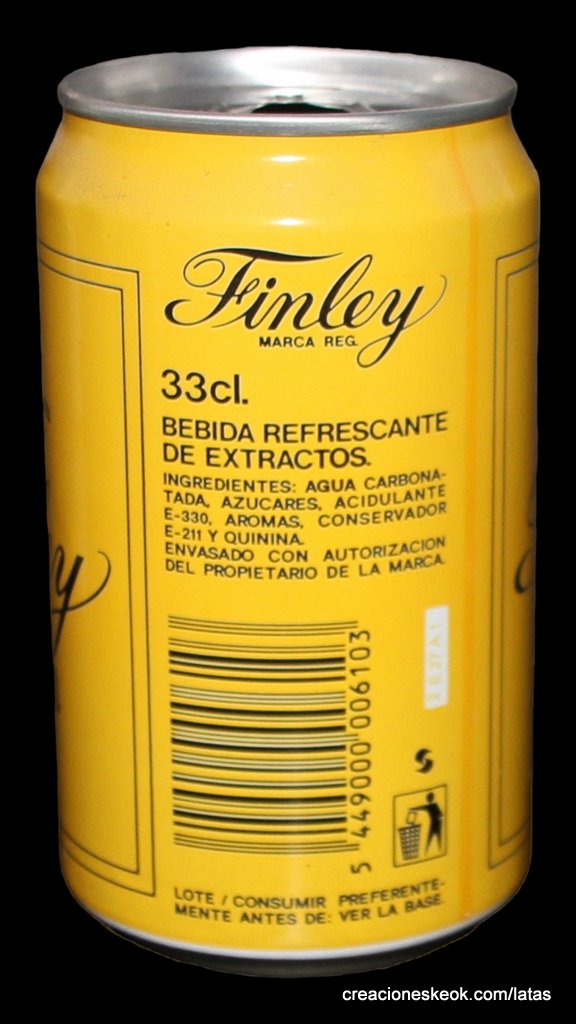 Finley
MARCA REG.
33cl.
BEBIDA REFRESCANTE
DE EXTRACTOS.
INGREDIENTES: AGUA CARBONA-
TADA, AZUCARES, ACIDULANTE
E-330, AROMAS, CONSERVADOR
E-211 Y QUININA.
ENVASADO CON AUTORIZACION
DEL PROPIETARIO DE LA MARCA.
5 449000 006103
LOTE / CONSUMIR PREFERENTE-
MENTE ANTES DE: VER LA BASE.
creacioneskeok.com/latas